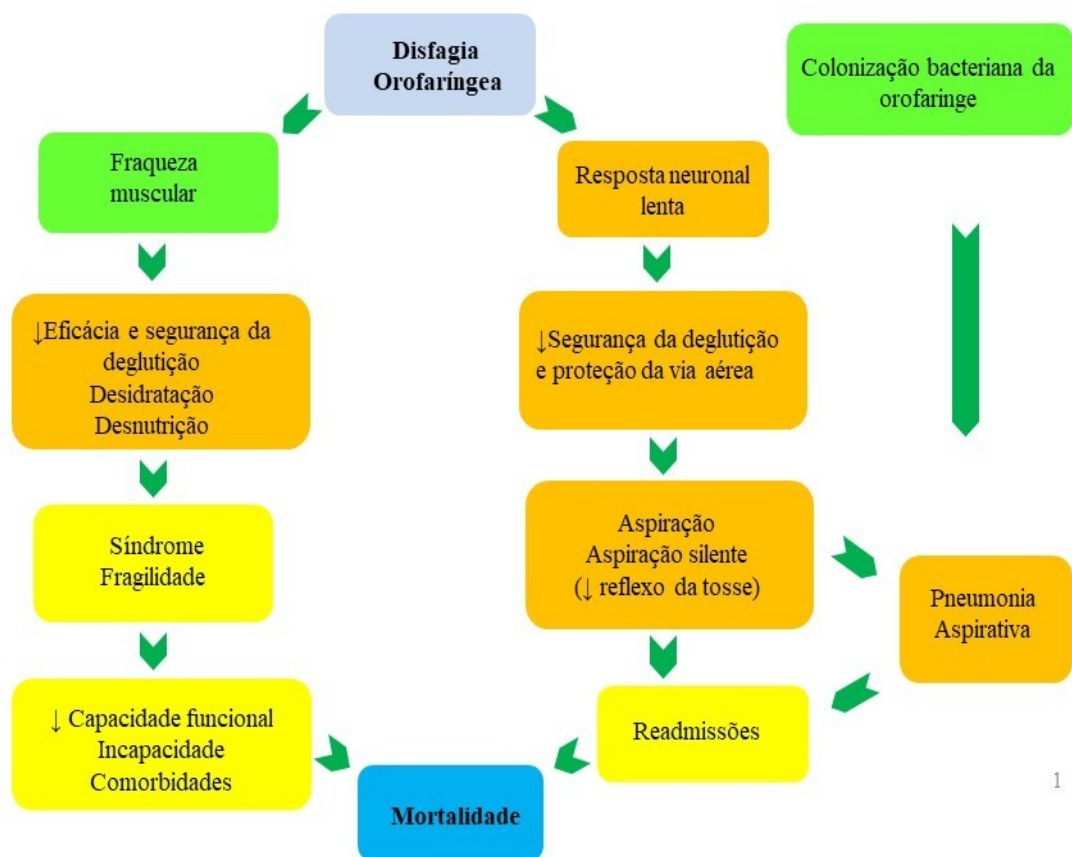 Disfagia
Orofaríngea
Colonização bacteriana da
orofaringe
Fraqueza
muscular
Resposta neuronal
lenta
↓Eficácia e segurança da
deglutição
Desidratação
Desnutrição
↓Segurança da deglutição
e proteção da via aérea
Síndrome
Fragilidade
Aspiração
Aspiração silente
(↓ reflexo da tosse)
Pneumonia
Aspirativa
↓ Capacidade funcional
Incapacidade
Comorbidades
Readmissões
Mortalidade
1